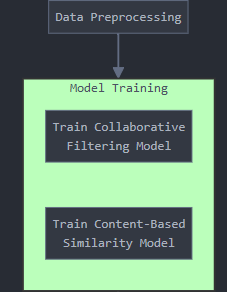 Data Preprocessing
Model Training
Train Collaborative
Filtering Model
Train Content-Based
Similarity Model